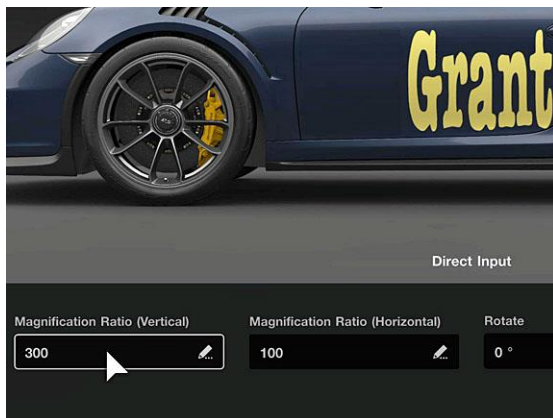 Grant
Direct Input
Magnification Ratio (Vertical)
Magnification Ratio (Horizontal)
Rotate
300
100
0 °